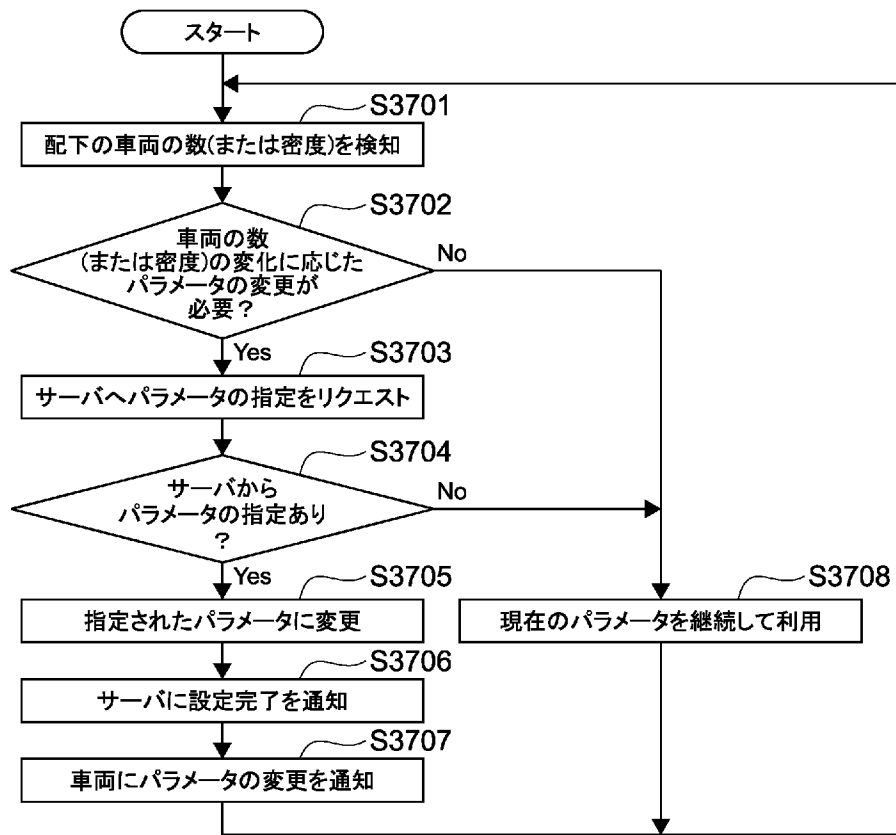 スタート
S3701
配下の車両の数(または密度)を検知
S3702
車両の数
(または密度)の変化に応じた
パラメータの変更が
必要？
No
Yes
S3703
サーバへパラメータの指定をリクエスト
S3704
サーバから
パラメータの指定あり
？
No
Yes
S3705
指定されたパラメータに変更
S3708
現在のパラメータを継続して利用
S3706
サーバに設定完了を通知
S3707
車両にパラメータの変更を通知